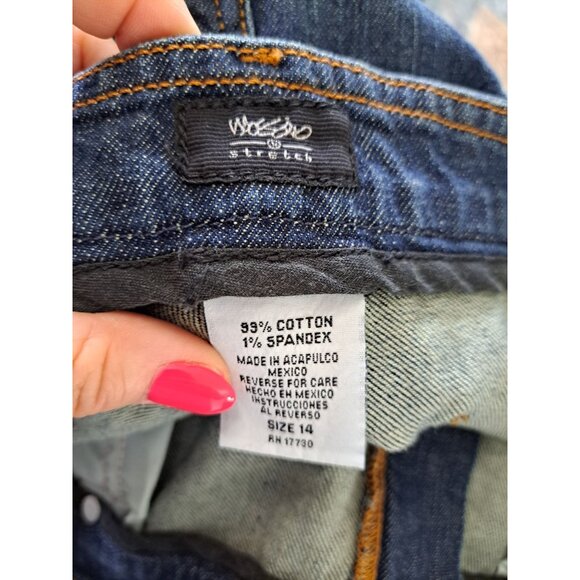 mossimo
stretch
99% COTTON
1% SPANDEX
MADE IN ACAPULCO
MEXICO
REVERSE FOR CARE
HECHO EN MEXICO
INSTRUCCIONES
AL REVERSO
SIZE 14
RN 17730